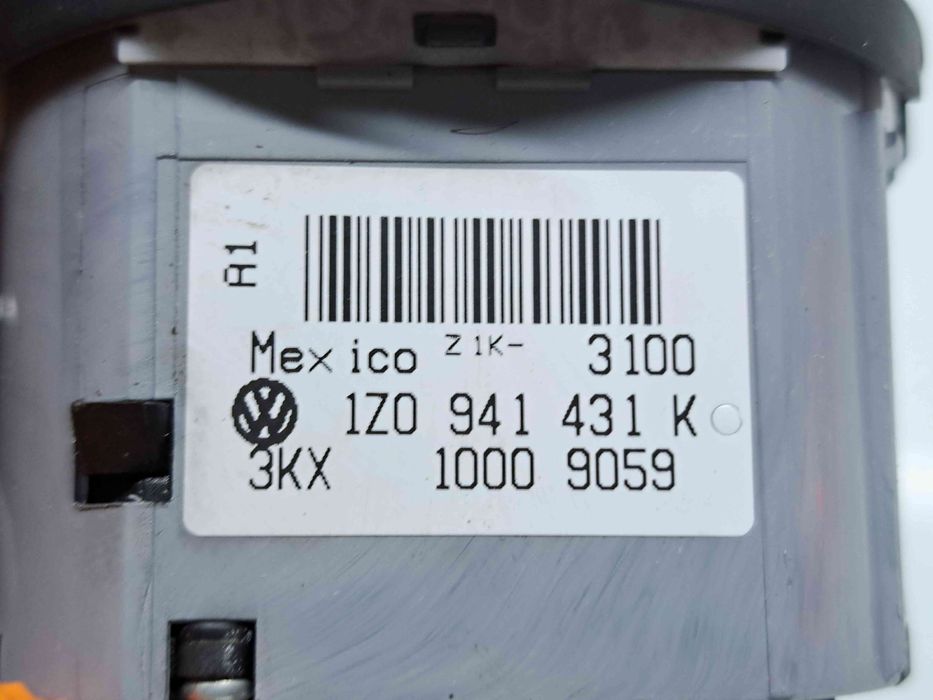 A1
Mexico Z1K- 3100
1Z0 941 431 K
3KX 1000 9059